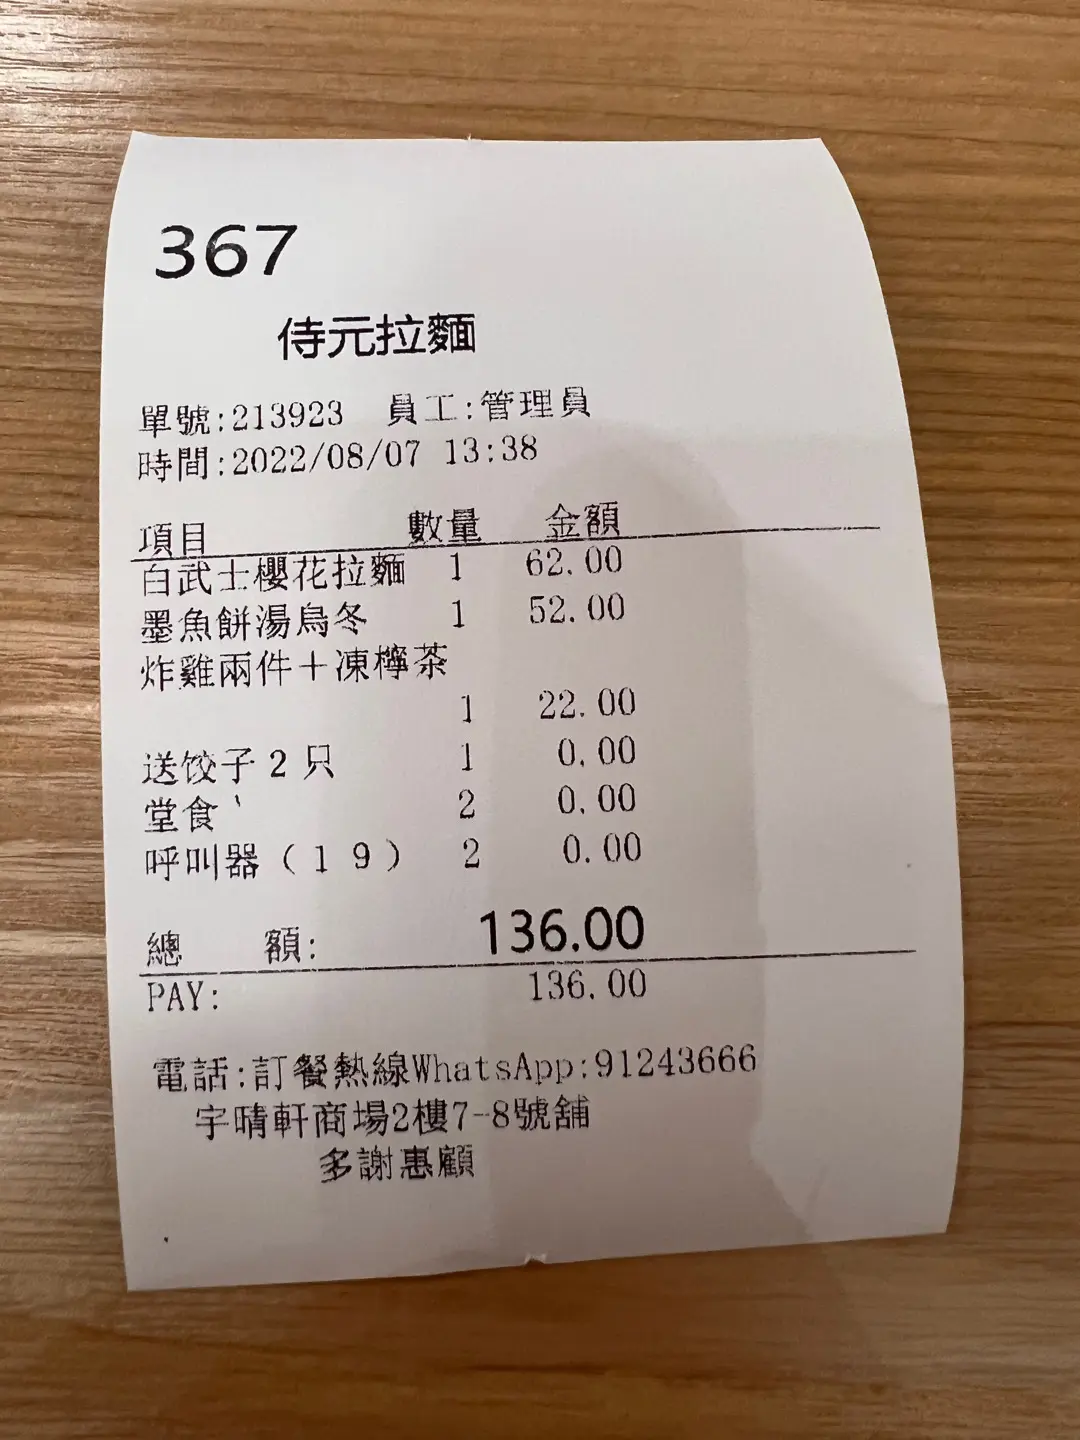 367
侍元拉麵
單號:213923 員工:管理員
時間:2022/08/07 13:38
項目 數量 金額
白武士櫻花拉麵 1 62.00
墨魚餅湯烏冬 1 52.00
炸雞兩件＋凍檸茶
1 22.00
送饺子2只 1 0.00
堂食、 2 0.00
呼叫器（19） 2 0.00
總 額: 136.00
PAY: 136.00
電話:訂餐熱線WhatsApp:91243666
宇晴軒商場2樓7-8號舖
多謝惠顧